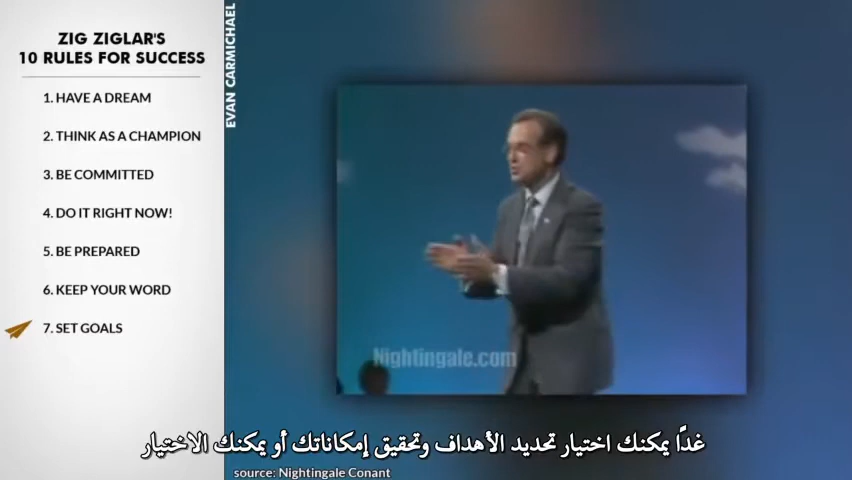 ZIG ZIGLAR'S
10 RULES FOR SUCCESS
1. HAVE A DREAM
2. THINK AS A CHAMPION
3. BE COMMITTED
4. DO IT RIGHT NOW!
5. BE PREPARED
6. KEEP YOUR WORD
7. SET GOALS
EVAN CARMICHAEL
Nightingale.com
غدًا يمكنك اختيار تحديد الأهداف وتحقيق إمكاناتك أو يمكنك الاختيار
source: Nightingale Conant